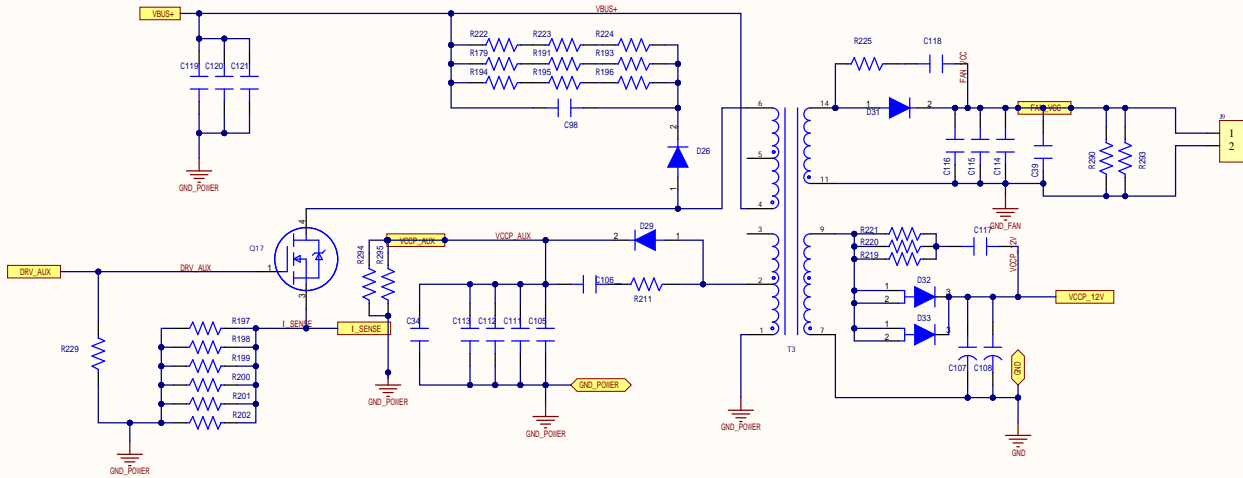 VBUS+
VBUS+
C119 C120 C121
GND_POWER
R222 R223 R224
R179 R191 R193
R194 R195 R196
C98
2
D26
1
R225 C118
FAN_VCC
6 14
1 D31 2
FAN_VCC
5
C116 C115 C114 C39 R290 R293
J9
1
2
4 11
GND_FAN
4
Q17
1
3
DRV_AUX
DRV_AUX
R294 R295
VCCP_AUX
VCCP_AUX
2 D29 1
3 9
C106
R211
2
R221
R220
R219
C117
VCCP_12V
1 D32 3
2
VCCP_12V
1 D33 3
2
C34 C113 C112 C111 C105
1 7
T3
C107 C108
GND
GND
I_SENSE
I_SENSE
R197
R198
R199
R200
R201
R202
R229
GND_POWER
GND_POWER
GND_POWER
GND_POWER
GND_POWER